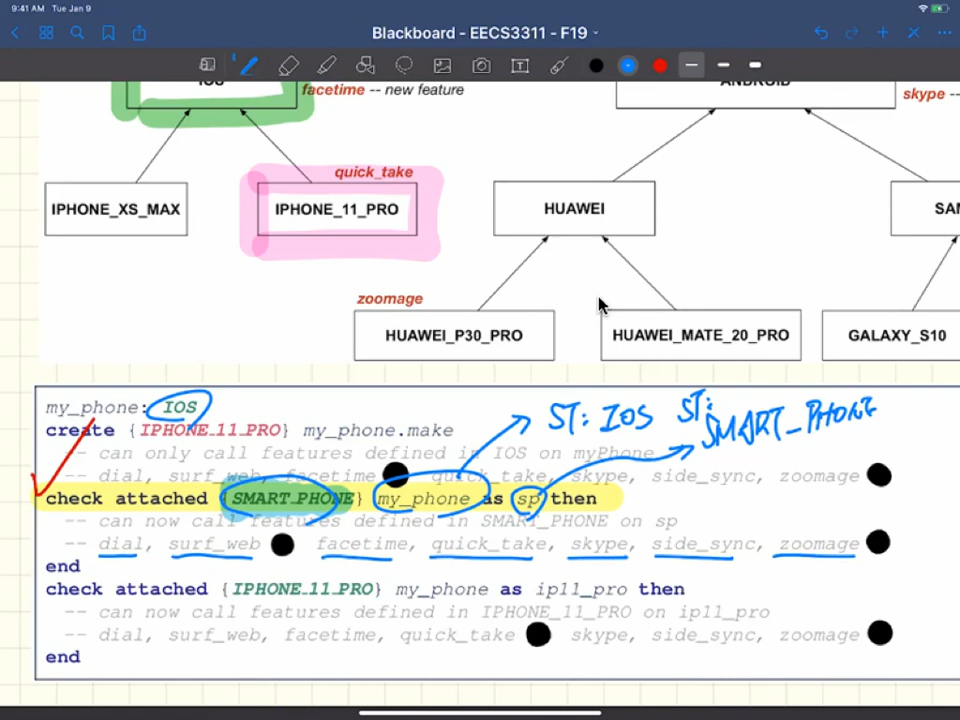 9:41 AM Tue Jan 9
Blackboard - EECS3311 - F19
IOS
facetime -- new feature
ANDROID
skype --
quick_take
IPHONE_XS_MAX
IPHONE_11_PRO
HUAWEI
SAM
zoomage
HUAWEI_P30_PRO
HUAWEI_MATE_20_PRO
GALAXY_S10
my_phone: IOS
create {IPHONE_11_PRO} my_phone.make
-- can only call features defined in IOS on myPhone
-- dial, surf_web, facetime quick_take, skype, side_sync, zoomage
check attached {SMART_PHONE} my_phone as sp then
-- can now call features defined in SMART_PHONE on sp
-- dial, surf_web facetime, quick_take, skype, side_sync, zoomage
end
check attached {IPHONE_11_PRO} my_phone as ip11_pro then
-- can now call features defined in IPHONE_11_PRO on ip11_pro
-- dial, surf_web, facetime, quick_take skype, side_sync, zoomage
end
ST: IOS
ST: SMART_PHONE